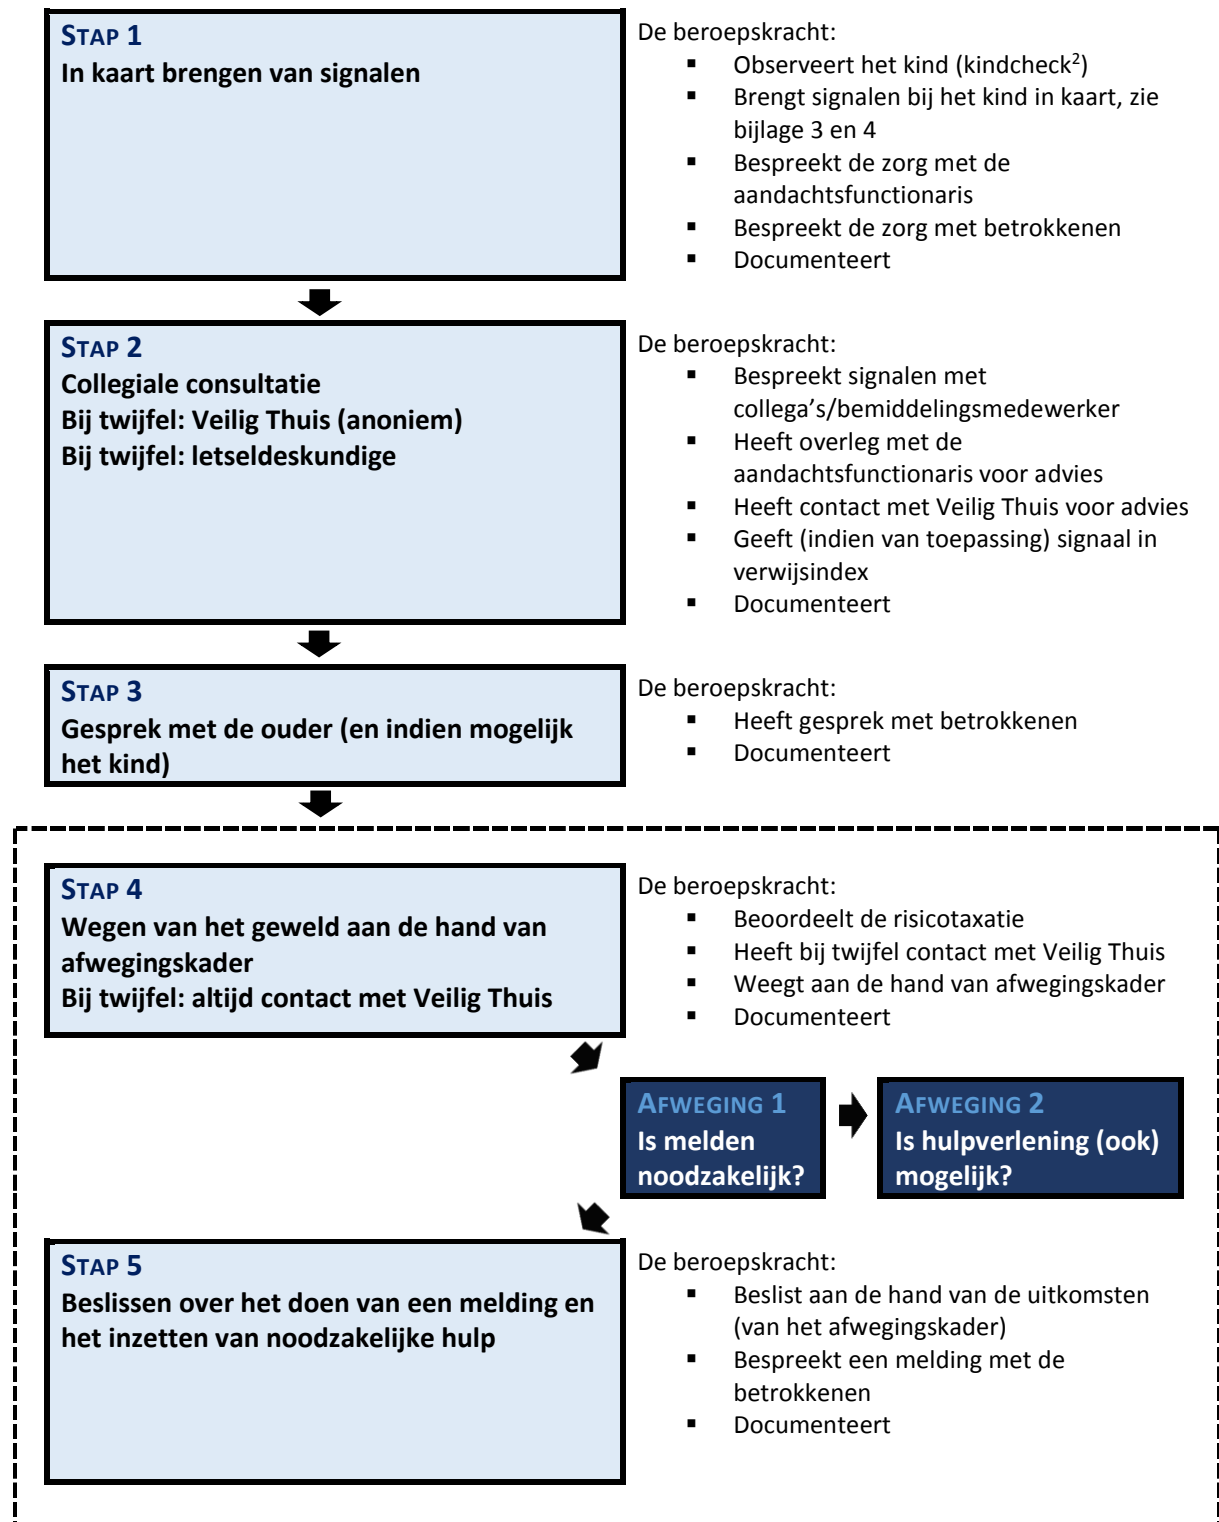 STAP 1
In kaart brengen van signalen
De beroepskracht:
▪ Observeert het kind (kindcheck²)
▪ Brengt signalen bij het kind in kaart, zie
bijlage 3 en 4
▪ Bespreekt de zorg met de
aandachtsfunctionaris
▪ Bespreekt de zorg met betrokkenen
▪ Documenteert
STAP 2
Collegiale consultatie
Bij twijfel: Veilig Thuis (anoniem)
Bij twijfel: letseldeskundige
De beroepskracht:
▪ Bespreekt signalen met
collega’s/bemiddelingsmedewerker
▪ Heeft overleg met de
aandachtsfunctionaris voor advies
▪ Heeft contact met Veilig Thuis voor advies
▪ Geeft (indien van toepassing) signaal in
verwijsindex
▪ Documenteert
STAP 3
Gesprek met de ouder (en indien mogelijk
het kind)
De beroepskracht:
▪ Heeft gesprek met betrokkenen
▪ Documenteert
STAP 4
Wegen van het geweld aan de hand van
afwegingskader
Bij twijfel: altijd contact met Veilig Thuis
De beroepskracht:
▪ Beoordeelt de risicotaxatie
▪ Heeft bij twijfel contact met Veilig Thuis
▪ Weegt aan de hand van afwegingskader
▪ Documenteert
AFWEGING 1
Is melden
noodzakelijk?
AFWEGING 2
Is hulpverlening (ook)
mogelijk?
STAP 5
Beslissen over het doen van een melding en
het inzetten van noodzakelijke hulp
De beroepskracht:
▪ Beslist aan de hand van de uitkomsten
(van het afwegingskader)
▪ Bespreekt een melding met de
betrokkenen
▪ Documenteert